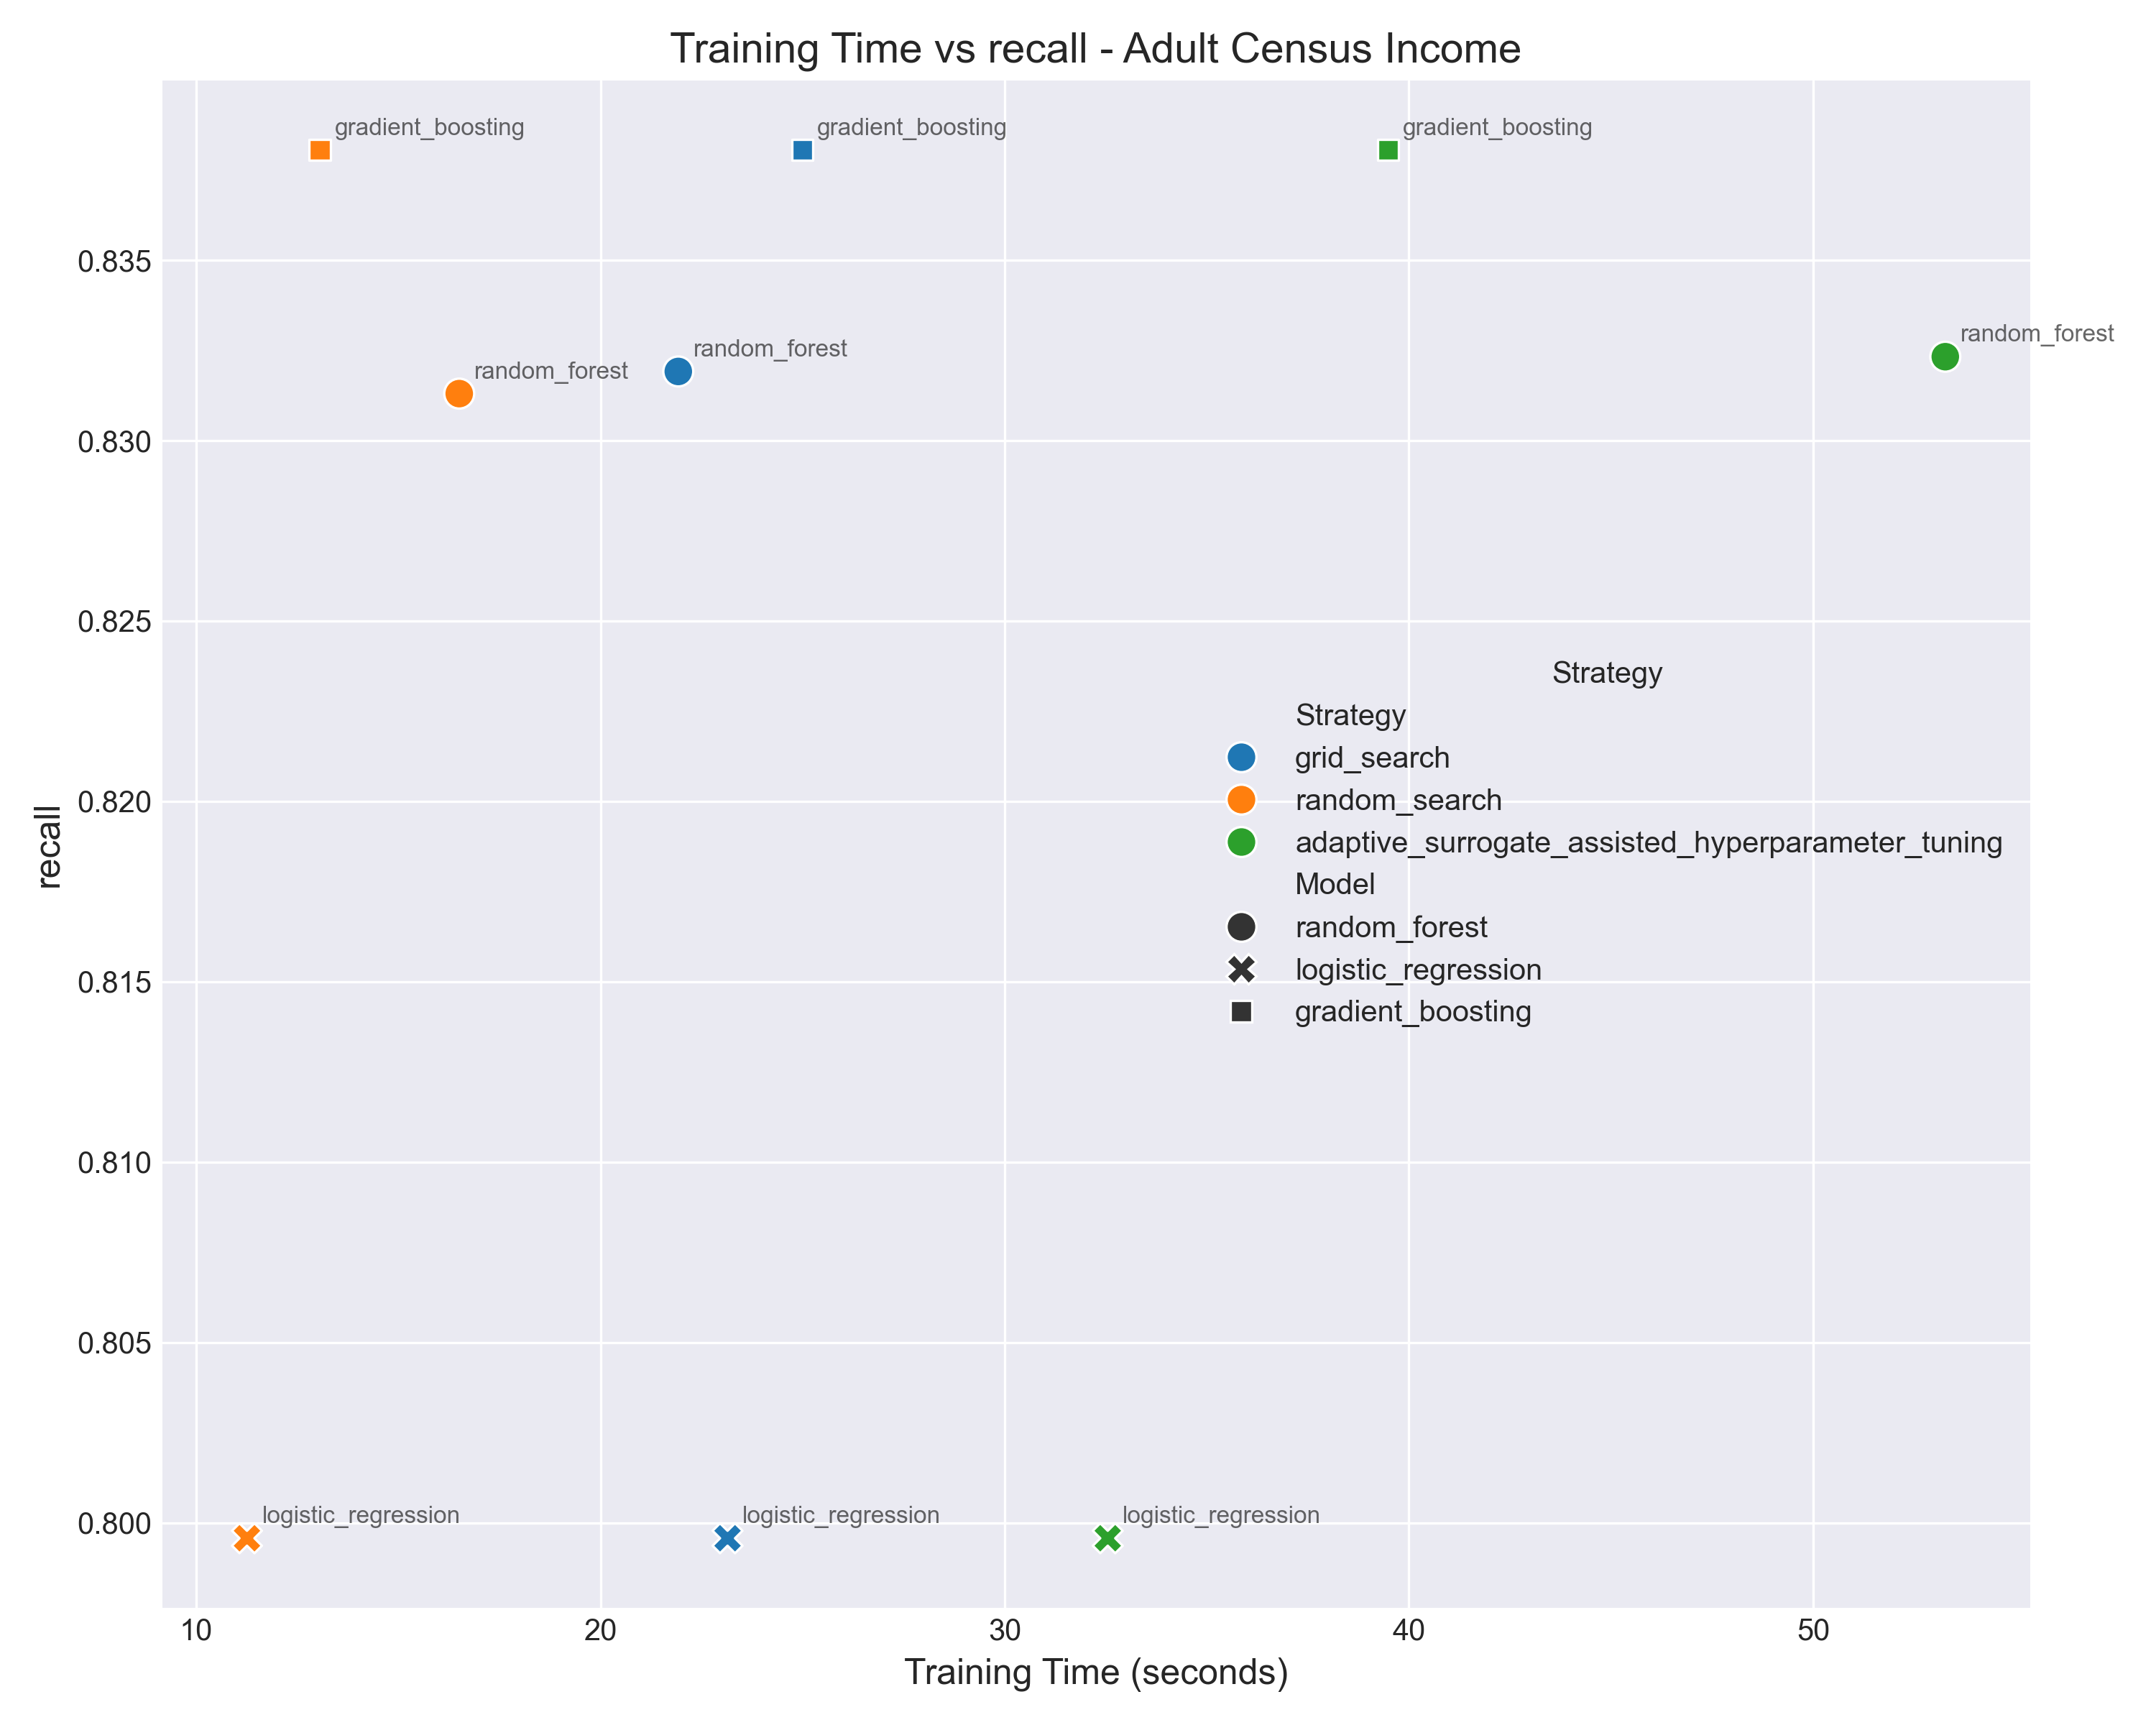 Training Time vs recall - Adult Census Income
gradient_boosting
gradient_boosting
gradient_boosting
0.835
random_forest
random_forest
random_forest
0.830
0.825
Strategy
Strategy
grid_search
random_search
adaptive_surrogate_assisted_hyperparameter_tuning
Model
random_forest
logistic_regression
gradient_boosting
0.820
recall
0.815
0.810
0.805
0.800
logistic_regression
logistic_regression
logistic_regression
10
20
30
40
50
Training Time (seconds)